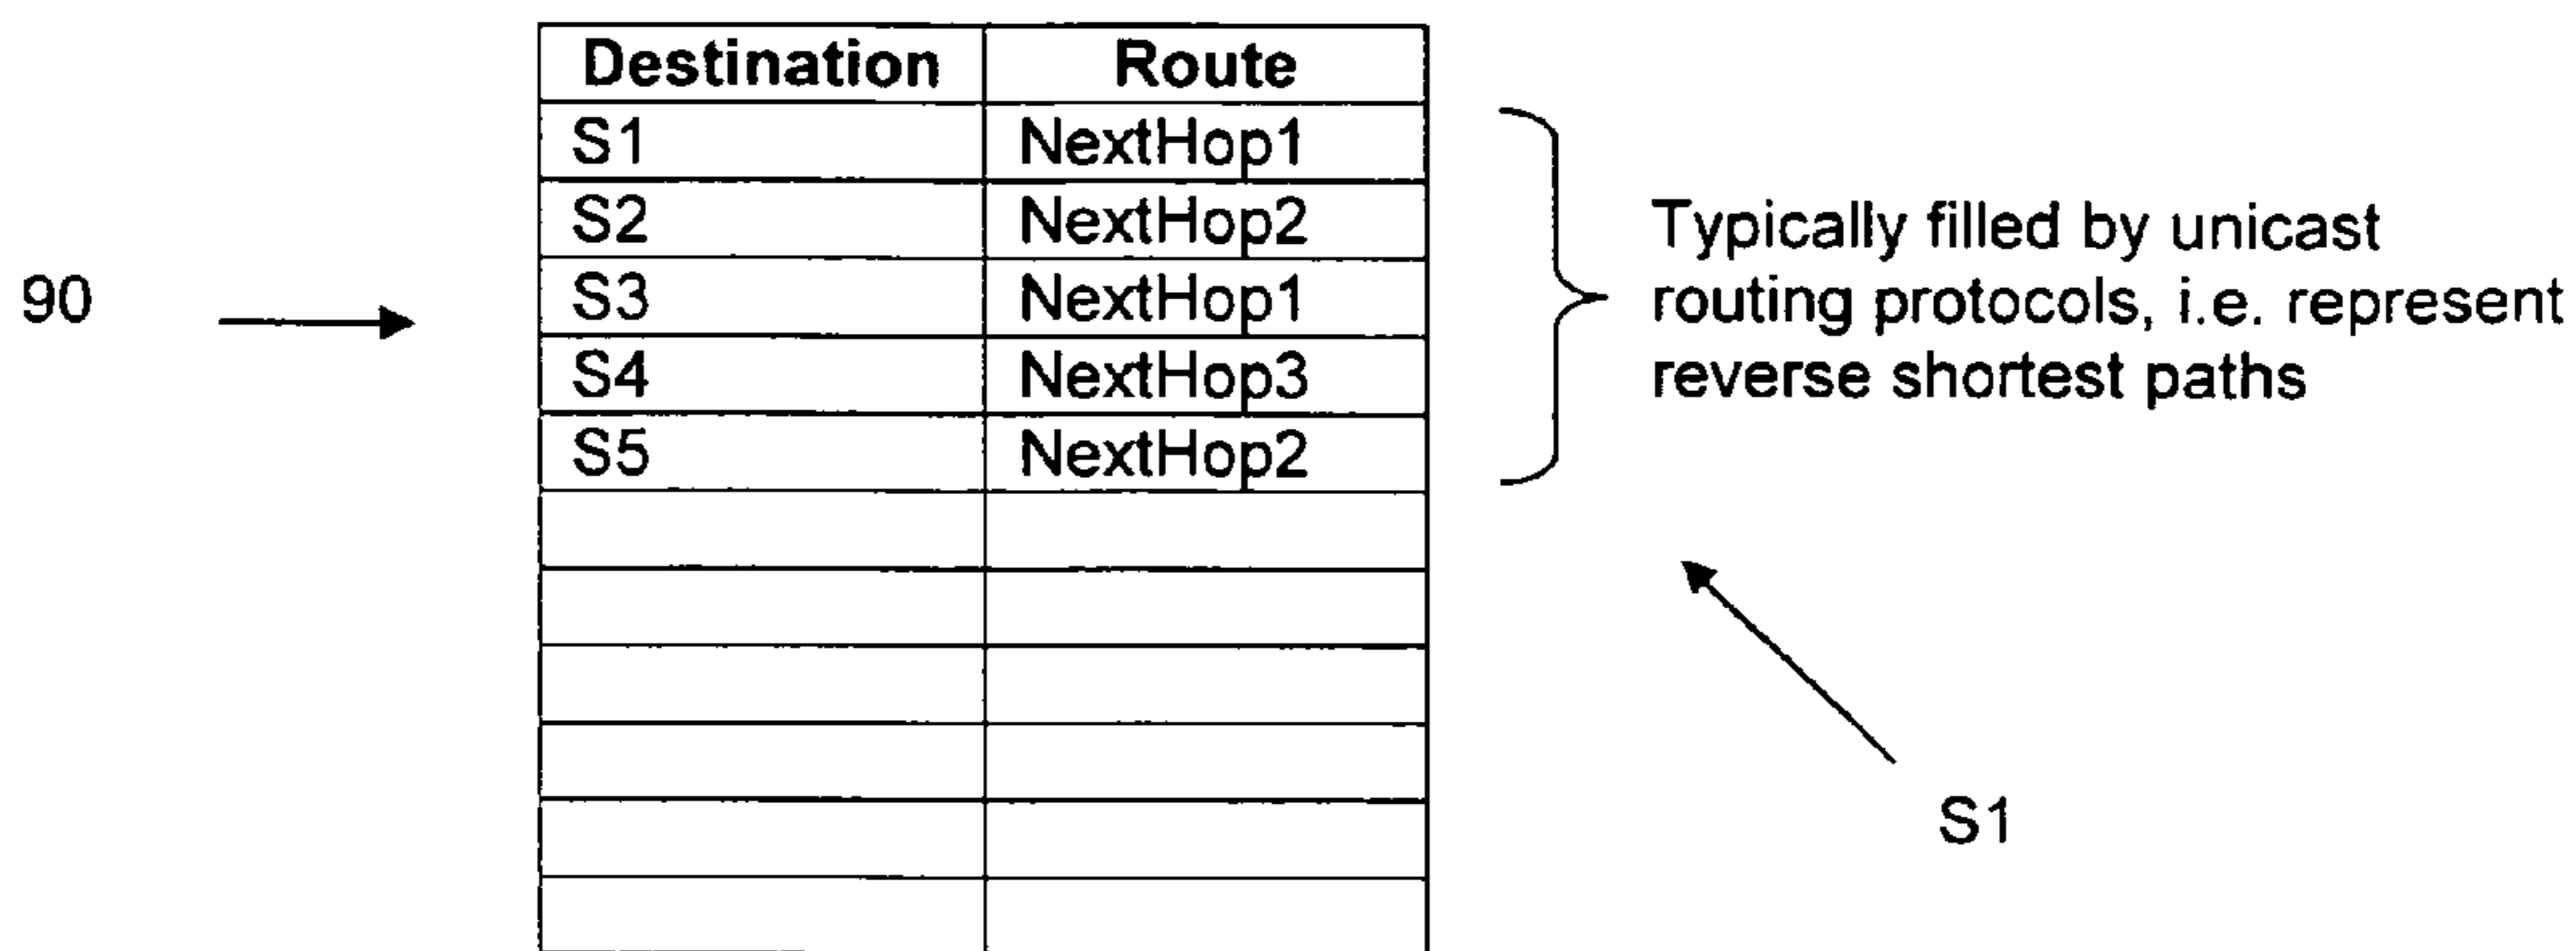 Destination Route
S1 NextHop1
S2 NextHop2
S3 NextHop1
S4 NextHop3
S5 NextHop2
90
Typically filled by unicast
routing protocols, i.e. represent
reverse shortest paths
S1